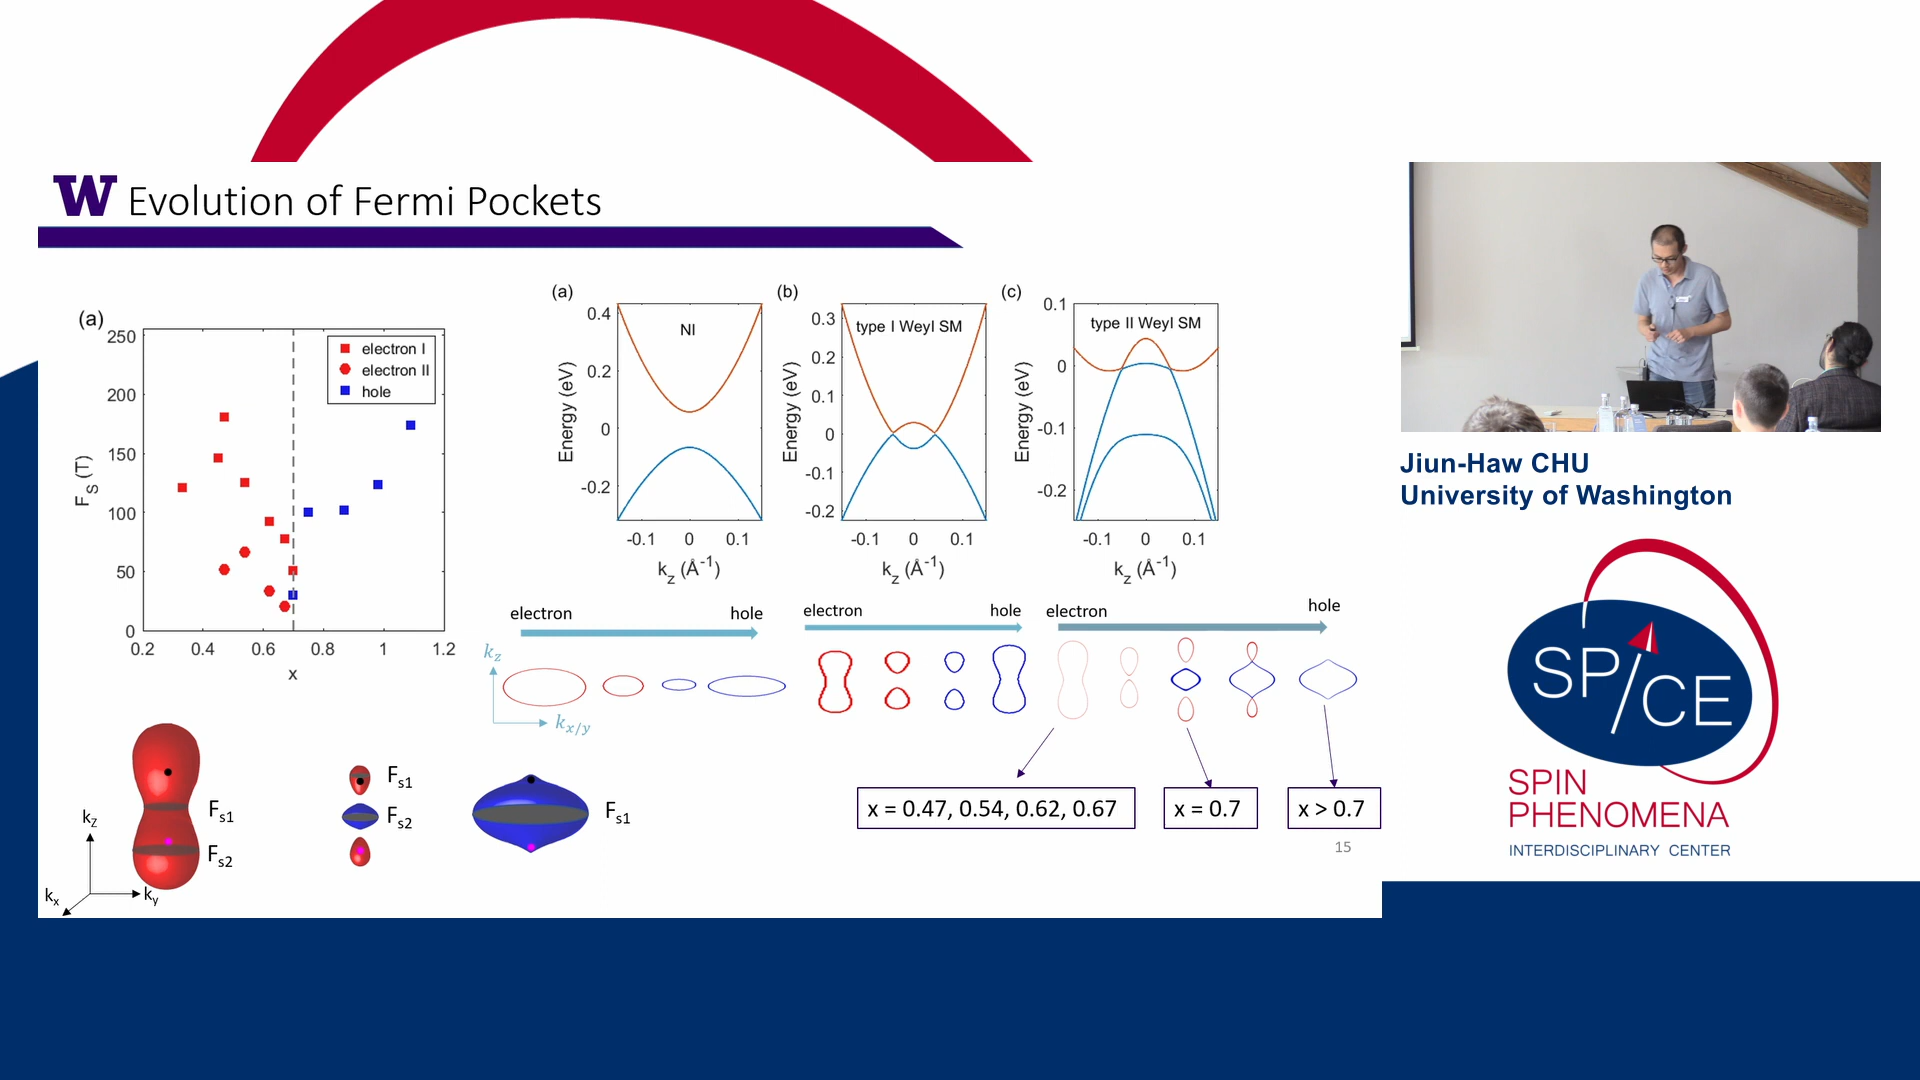 W Evolution of Fermi Pockets
(a)
250
200
150
100
50
0
0.2 0.4 0.6 0.8 1 1.2
x
F_S (T)
electron I
electron II
hole
(a)
NI
0.4
0.2
0
-0.2
Energy (eV)
-0.1 0 0.1
k_z (Å^-1)
(b)
type I Weyl SM
0.3
0.2
0.1
0
-0.1
-0.2
Energy (eV)
-0.1 0 0.1
k_z (Å^-1)
(c)
type II Weyl SM
0.1
0
-0.1
-0.2
Energy (eV)
-0.1 0 0.1
k_z (Å^-1)
electron hole
electron hole
electron hole
k_z
k_x/y
F_s1
F_s2
k_z
k_x
k_y
F_s1
F_s2
F_s1
x = 0.47, 0.54, 0.62, 0.67
x = 0.7
x > 0.7
15
Jiun-Haw CHU
University of Washington
SP/CE
SPIN
PHENOMENA
INTERDISCIPLINARY CENTER